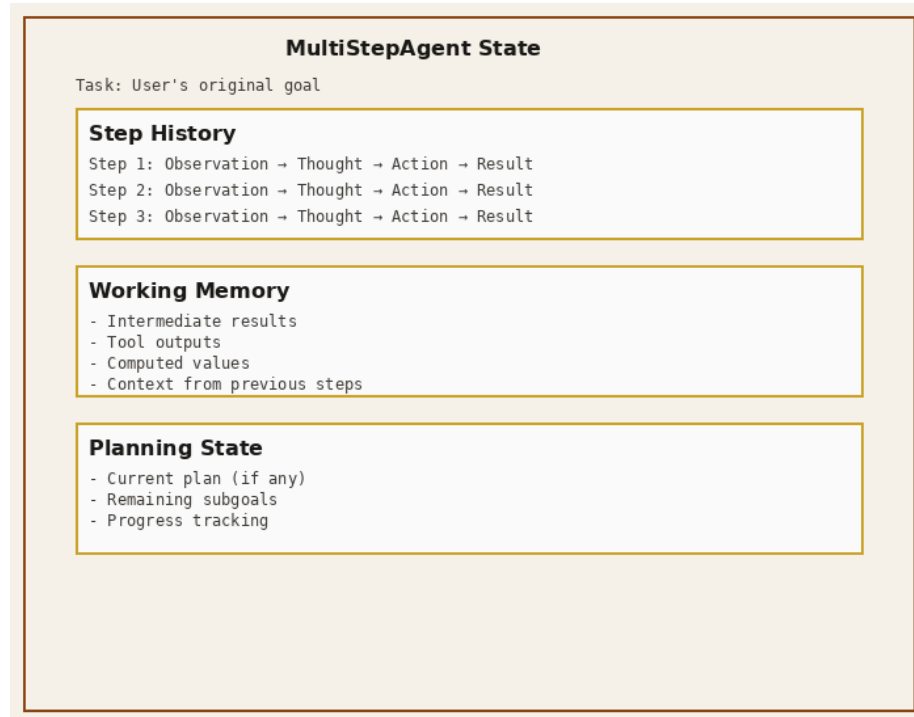 MultiStepAgent State
Task: User's original goal
Step History
Step 1: Observation → Thought → Action → Result
Step 2: Observation → Thought → Action → Result
Step 3: Observation → Thought → Action → Result
Working Memory
- Intermediate results
- Tool outputs
- Computed values
- Context from previous steps
Planning State
- Current plan (if any)
- Remaining subgoals
- Progress tracking